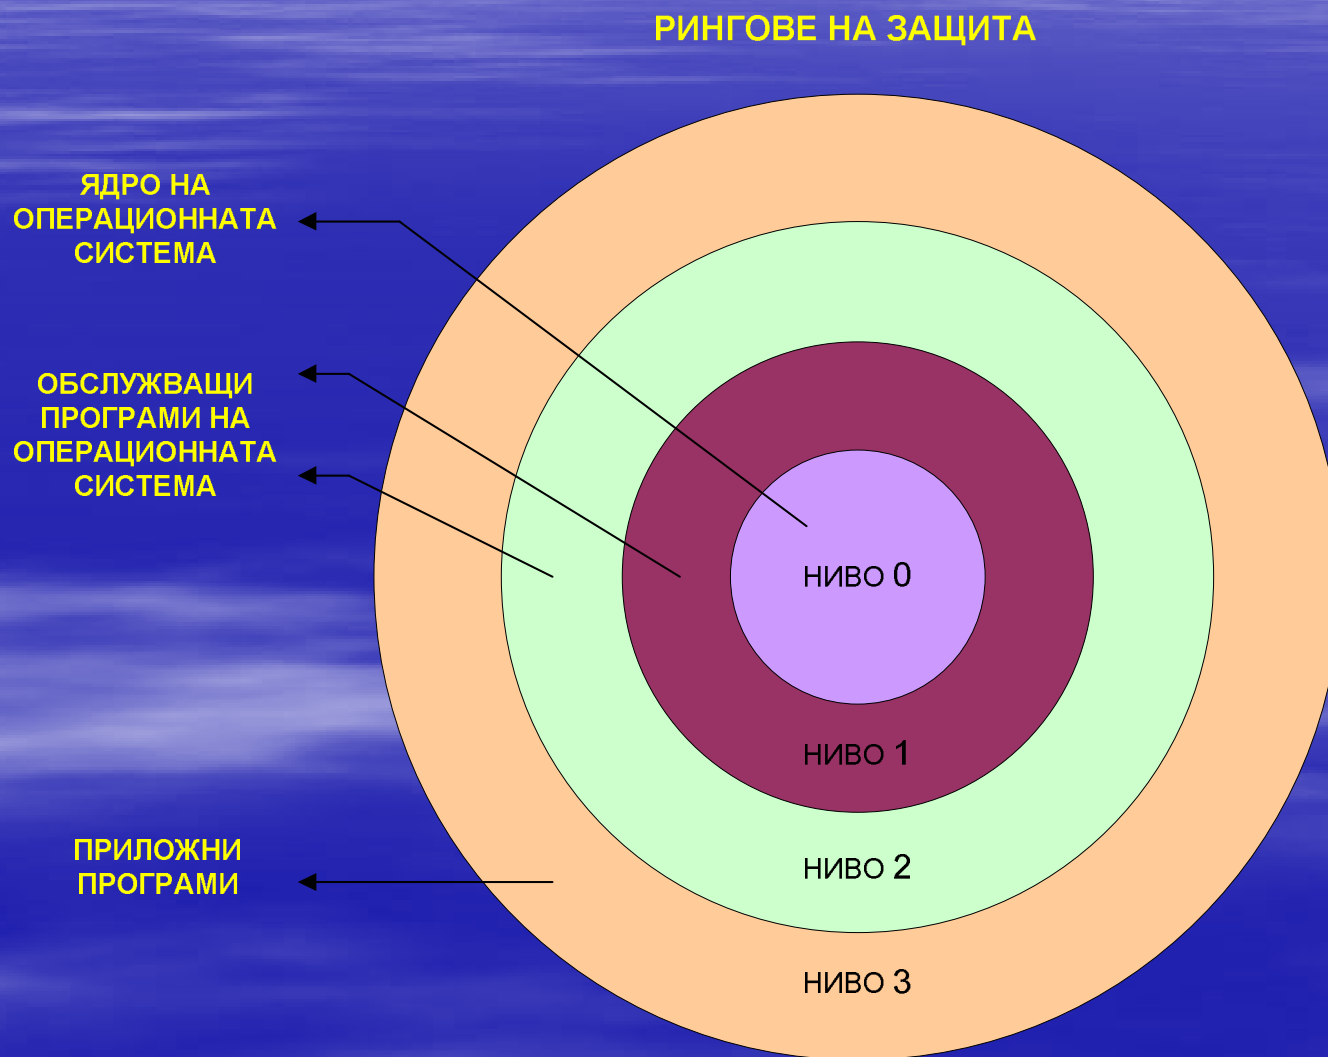 РИНГОВЕ НА ЗАЩИТА
ЯДРО НА
ОПЕРАЦИОННАТА
СИСТЕМА
ОБСЛУЖВАЩИ
ПРОГРАМИ НА
ОПЕРАЦИОННАТА
СИСТЕМА
ПРИЛОЖНИ
ПРОГРАМИ
НИВО 0
НИВО 1
НИВО 2
НИВО 3